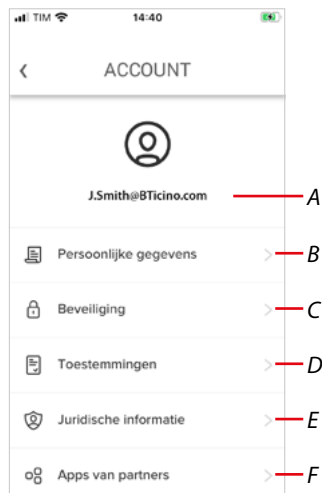 TIM 14:40
ACCOUNT
J.Smith@BTicino.com A
Persoonlijke gegevens B
Beveiliging C
Toestemmingen D
Juridische informatie E
Apps van partners F